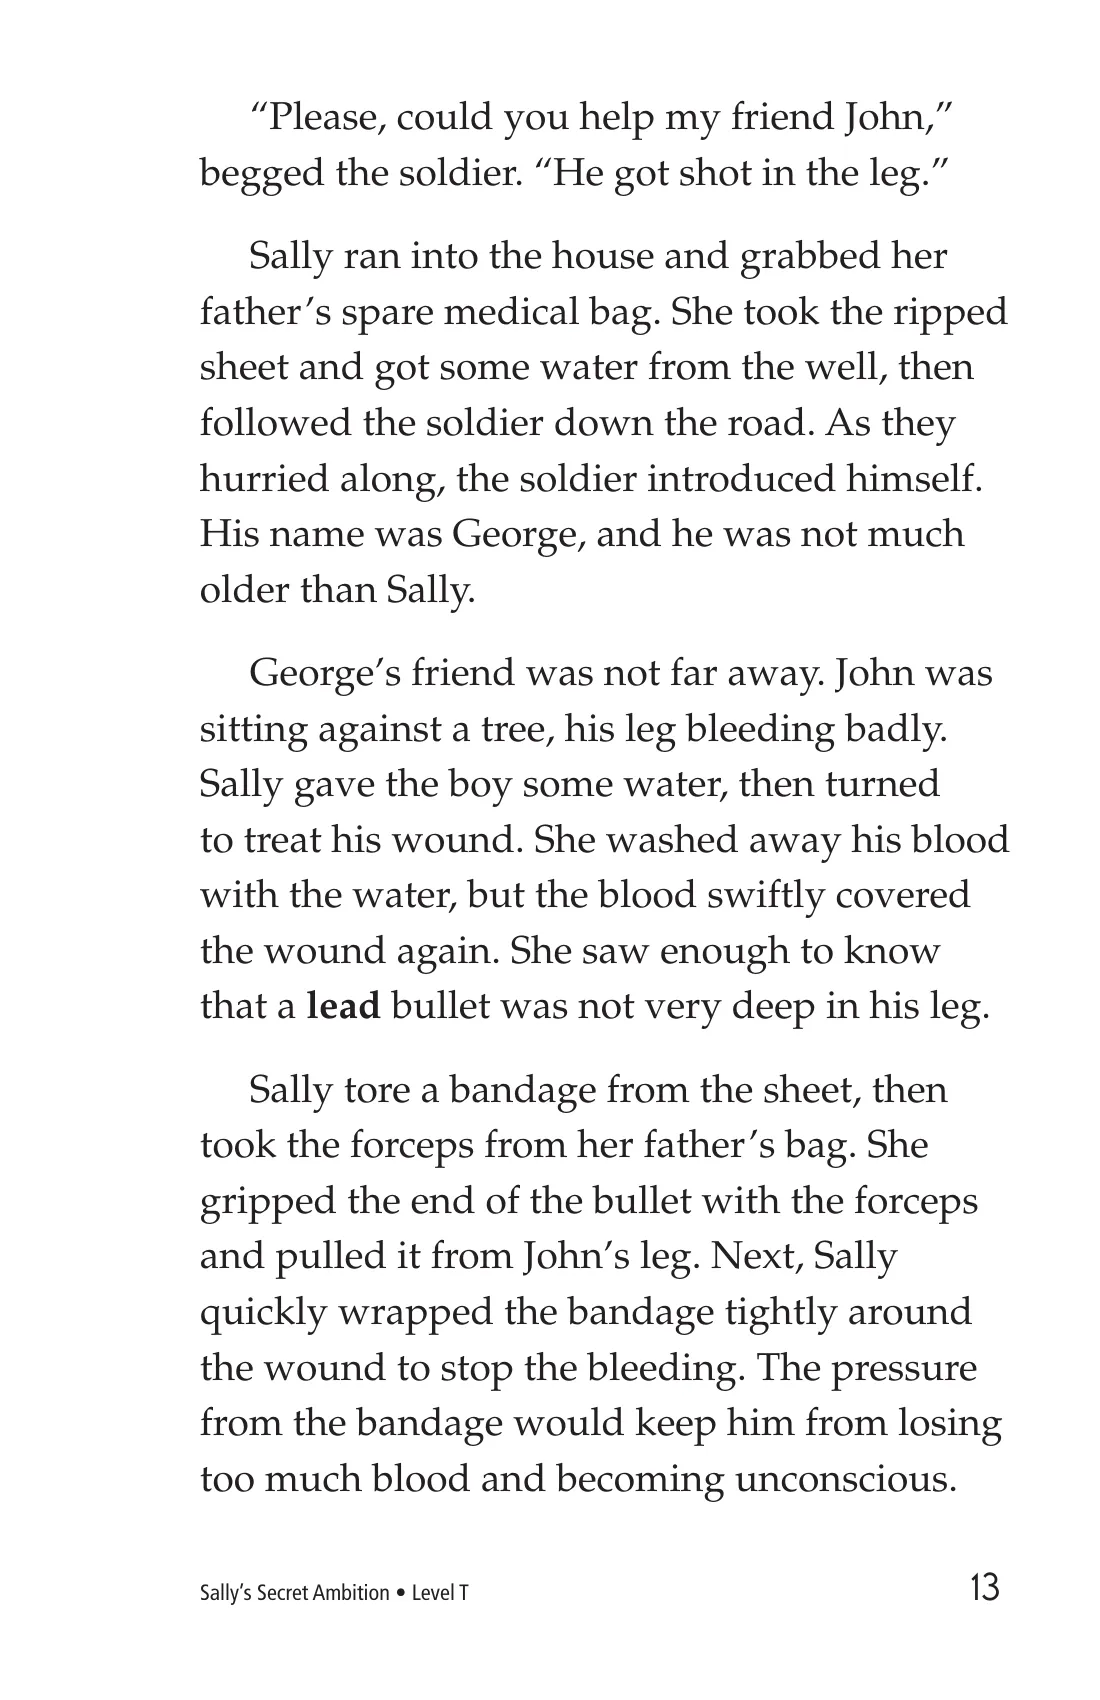 “Please, could you help my friend John,”
begged the soldier. “He got shot in the leg.”
Sally ran into the house and grabbed her
father’s spare medical bag. She took the ripped
sheet and got some water from the well, then
followed the soldier down the road. As they
hurried along, the soldier introduced himself.
His name was George, and he was not much
older than Sally.
George’s friend was not far away. John was
sitting against a tree, his leg bleeding badly.
Sally gave the boy some water, then turned
to treat his wound. She washed away his blood
with the water, but the blood swiftly covered
the wound again. She saw enough to know
that a lead bullet was not very deep in his leg.
Sally tore a bandage from the sheet, then
took the forceps from her father’s bag. She
gripped the end of the bullet with the forceps
and pulled it from John’s leg. Next, Sally
quickly wrapped the bandage tightly around
the wound to stop the bleeding. The pressure
from the bandage would keep him from losing
too much blood and becoming unconscious.
Sally’s Secret Ambition • Level T
13